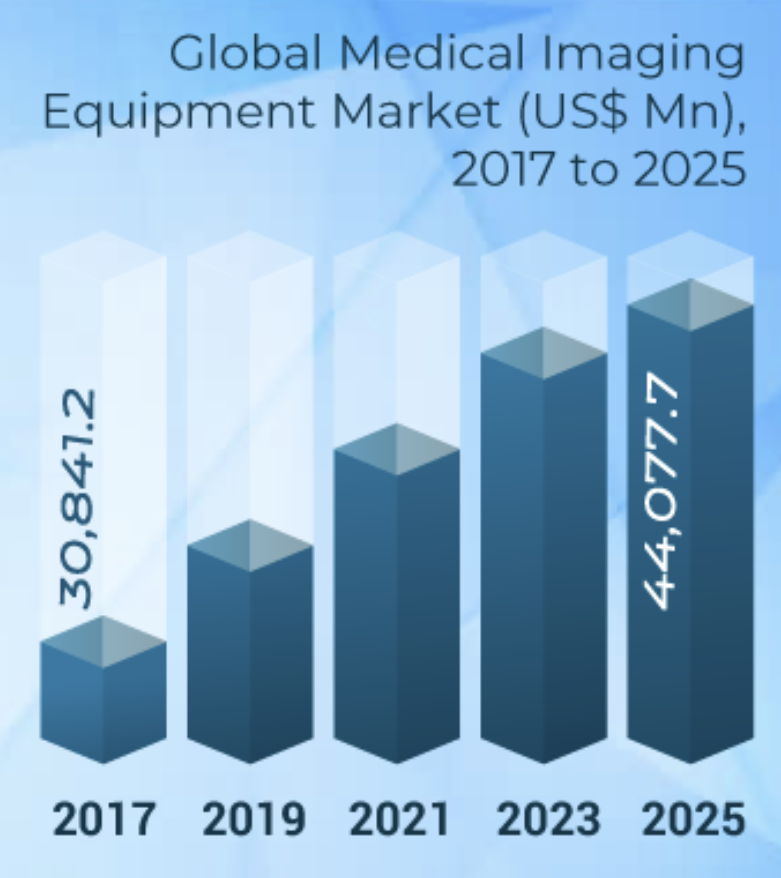 Global Medical Imaging
Equipment Market (US$ Mn),
2017 to 2025
30,841.2
44,077.7
2017 2019 2021 2023 2025